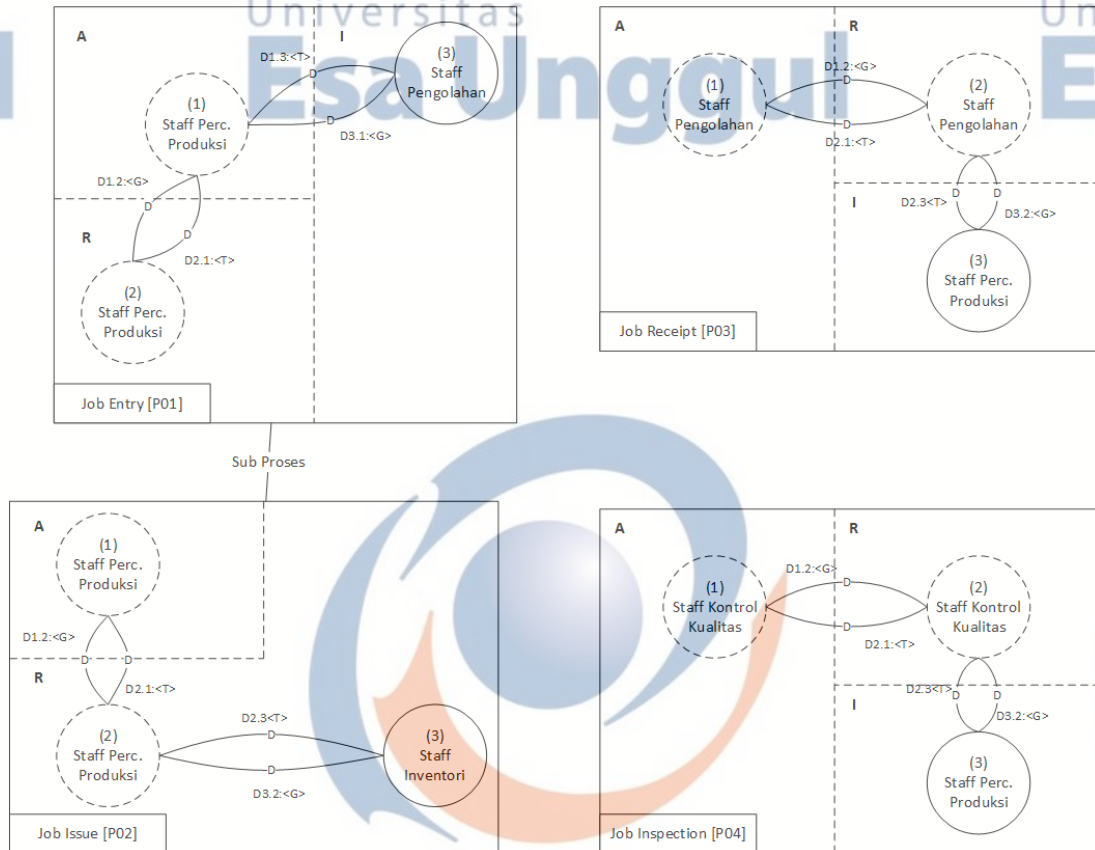 Universitas
Esa Unggul
Un
E
A
I
D1.3:<T>
D
(3)
Staff
Pengolahan
(1)
Staff Perc.
Produksi
D
D3.1:<G>
D1.2:<G>
D
R
D
D2.1:<T>
(2)
Staff Perc.
Produksi
Job Entry [P01]
A
R
D1.2:<G>
D
(1)
Staff
Pengolahan
(2)
Staff
Pengolahan
D
D2.1:<T>
I
D2.3<T>
D
D
D3.2:<G>
(3)
Staff Perc.
Produksi
Job Receipt [P03]
Sub Proses
A
(1)
Staff Perc.
Produksi
D1.2:<G>
D
D
R
D2.1:<T>
(2)
Staff Perc.
Produksi
D2.3<T>
D
D
D3.2:<G>
(3)
Staff
Inventori
Job Issue [P02]
A
R
D1.2:<G>
D
(1)
Staff Kontrol
Kualitas
(2)
Staff Kontrol
Kualitas
D
D2.1:<T>
I
D2.3<T>
D
D
D3.2:<G>
(3)
Staff Perc.
Produksi
Job Inspection [P04]